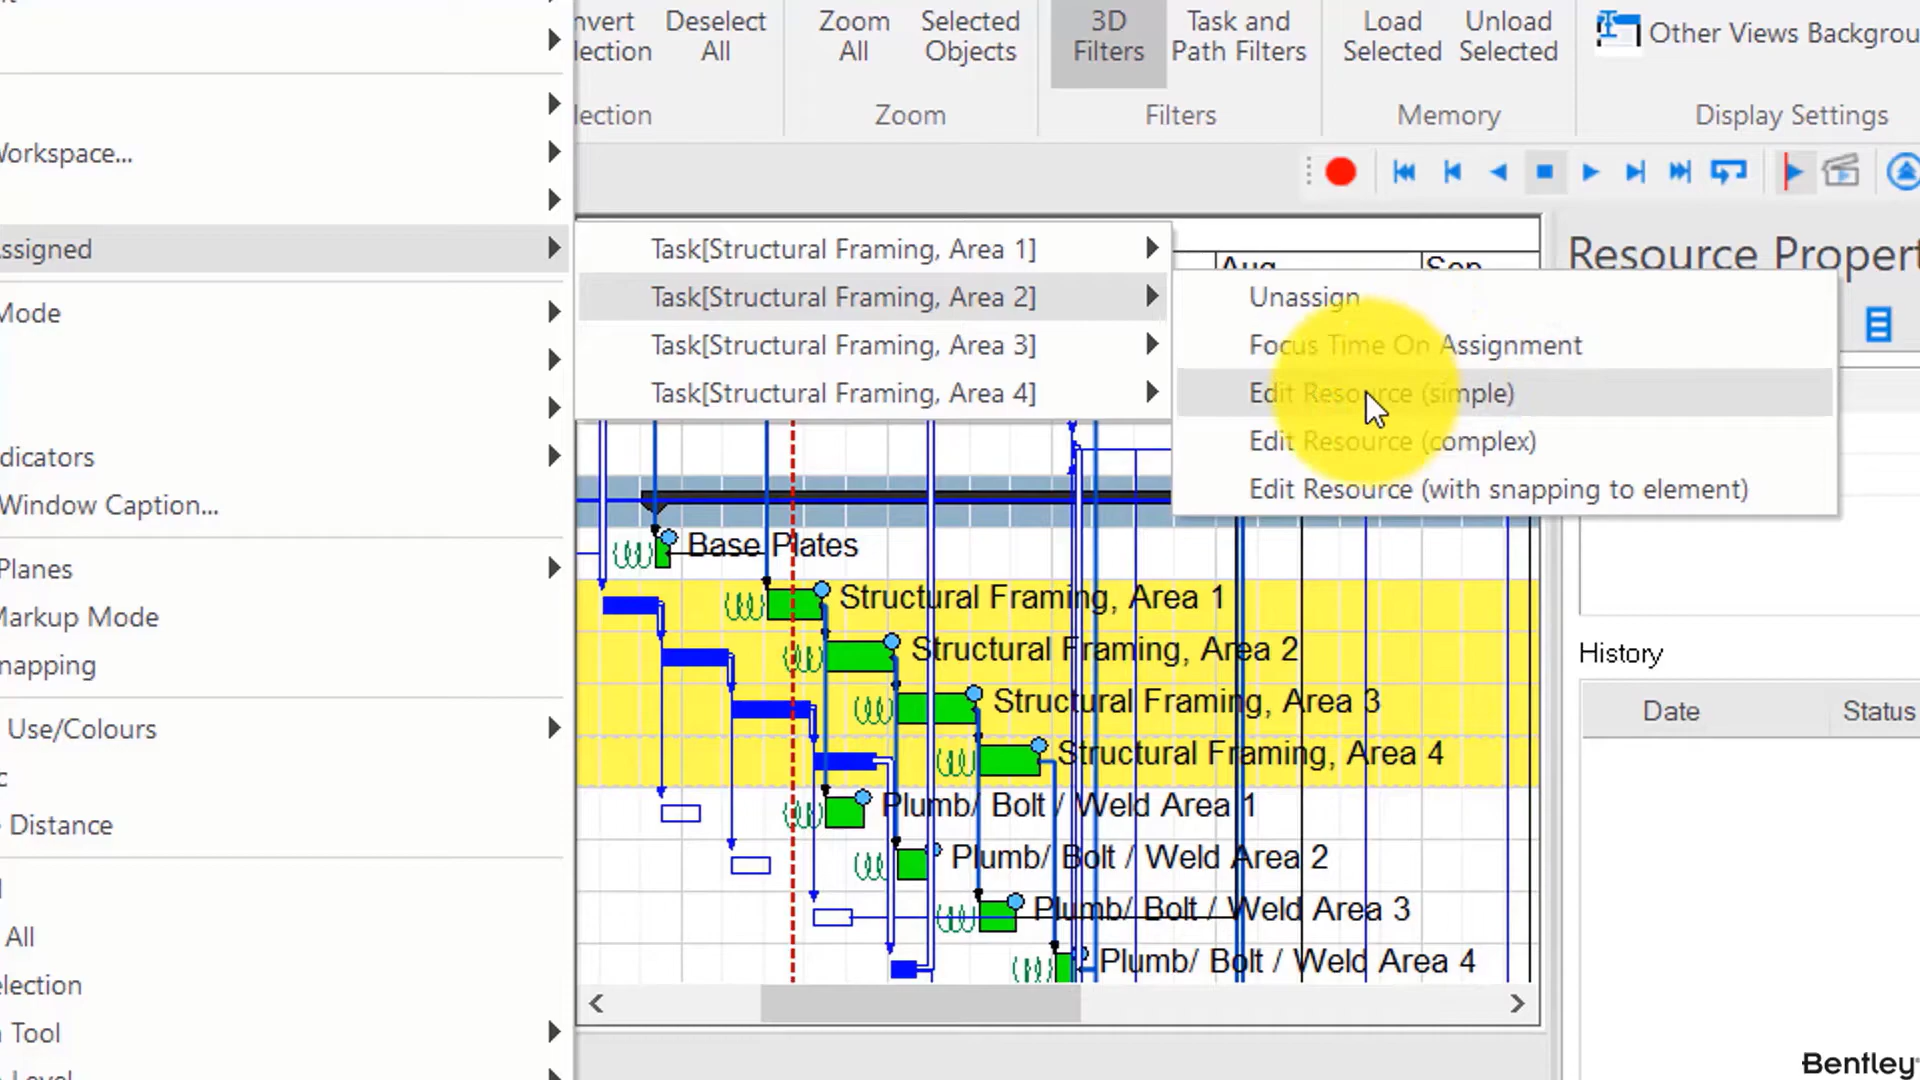 nvert
lection
Deselect
All
Zoom
All
Selected
Objects
3D
Filters
Task and
Path Filters
Load
Selected
Unload
Selected
Other Views Backgrou
lection
Zoom
Filters
Memory
Display Settings
Workspace...
ssigned
Mode
dicators
Window Caption...
Planes
Markup Mode
napping
Use/Colours
c
Distance
All
election
Tool
Level
Task[Structural Framing, Area 1]
Task[Structural Framing, Area 2]
Task[Structural Framing, Area 3]
Task[Structural Framing, Area 4]
Unassign
Focus Time On Assignment
Edit Resource (simple)
Edit Resource (complex)
Edit Resource (with snapping to element)
Aug
Sep
Resource Propert
Base Plates
Structural Framing, Area 1
Structural Framing, Area 2
Structural Framing, Area 3
Structural Framing, Area 4
Plumb/ Bolt / Weld Area 1
Plumb/ Bolt / Weld Area 2
Plumb/ Bolt / Weld Area 3
Plumb/ Bolt / Weld Area 4
History
Date
Status
Bentley